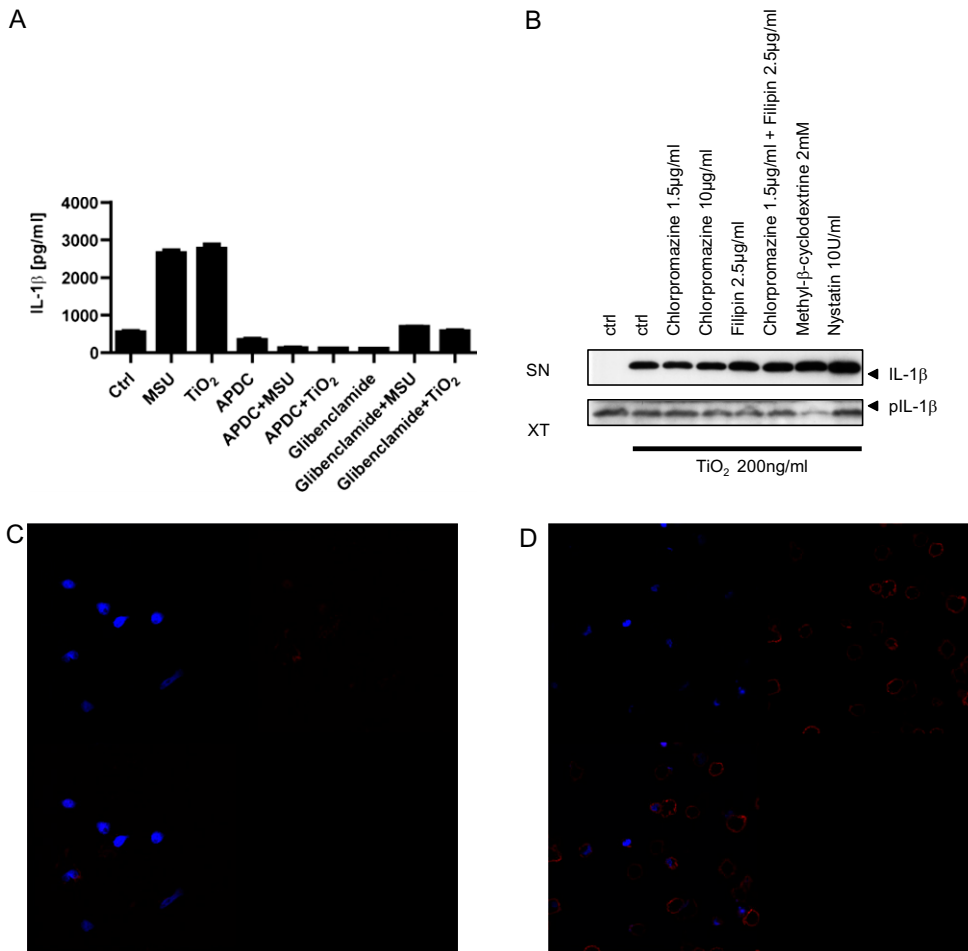 A
IL-1β [pg/ml]
4000
3000
2000
1000
0
Ctrl
MSU
TiO₂
APDC
APDC+MSU
APDC+TiO₂
Glibenclamide
Glibenclamide+MSU
Glibenclamide+TiO₂
B
ctrl
ctrl
Chlorpromazine 1.5µg/ml
Chlorpromazine 10µg/ml
Filipin 2.5µg/ml
Chlorpromazine 1.5µg/ml + Filipin 2.5µg/ml
Methyl-β-cyclodextrine 2mM
Nystatin 10U/ml
SN
IL-1β
pIL-1β
XT
TiO₂ 200ng/ml
C
D